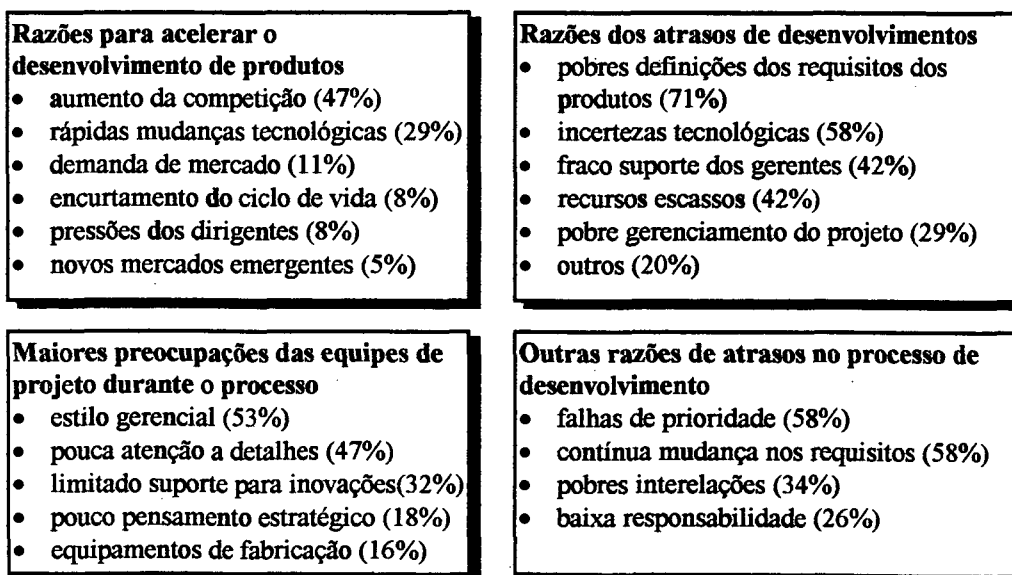 Razões para acelerar o
desenvolvimento de produtos
• aumento da competição (47%)
• rápidas mudanças tecnológicas (29%)
• demanda de mercado (11%)
• encurtamento do ciclo de vida (8%)
• pressões dos dirigentes (8%)
• novos mercados emergentes (5%)
Razões dos atrasos de desenvolvimentos
• pobres definições dos requisitos dos
produtos (71%)
• incertezas tecnológicas (58%)
• fraco suporte dos gerentes (42%)
• recursos escassos (42%)
• pobre gerenciamento do projeto (29%)
• outros (20%)
Maiores preocupações das equipes de
projeto durante o processo
• estilo gerencial (53%)
• pouca atenção a detalhes (47%)
• limitado suporte para inovações(32%)
• pouco pensamento estratégico (18%)
• equipamentos de fabricação (16%)
Outras razões de atrasos no processo de
desenvolvimento
• falhas de prioridade (58%)
• contínua mudança nos requisitos (58%)
• pobres interelações (34%)
• baixa responsabilidade (26%)